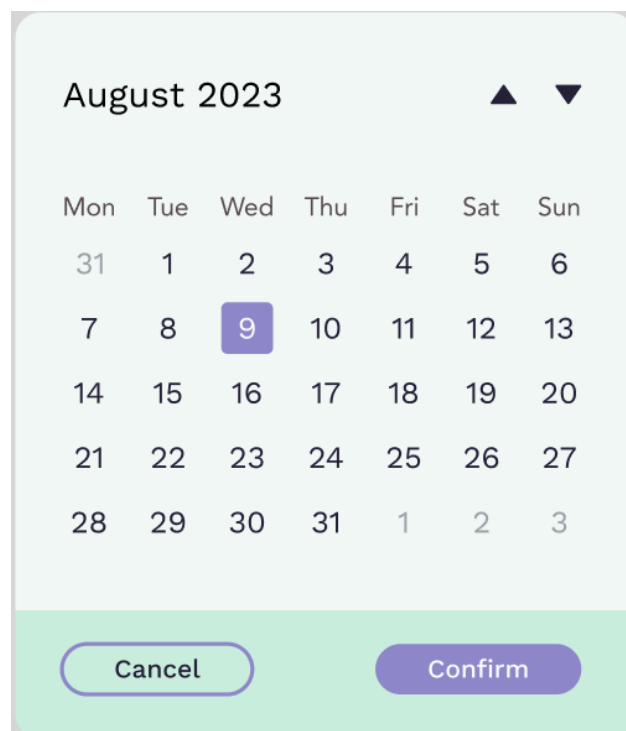 August 2023
Mon Tue Wed Thu Fri Sat Sun
31 1 2 3 4 5 6
7 8 9 10 11 12 13
14 15 16 17 18 19 20
21 22 23 24 25 26 27
28 29 30 31 1 2 3
Cancel Confirm